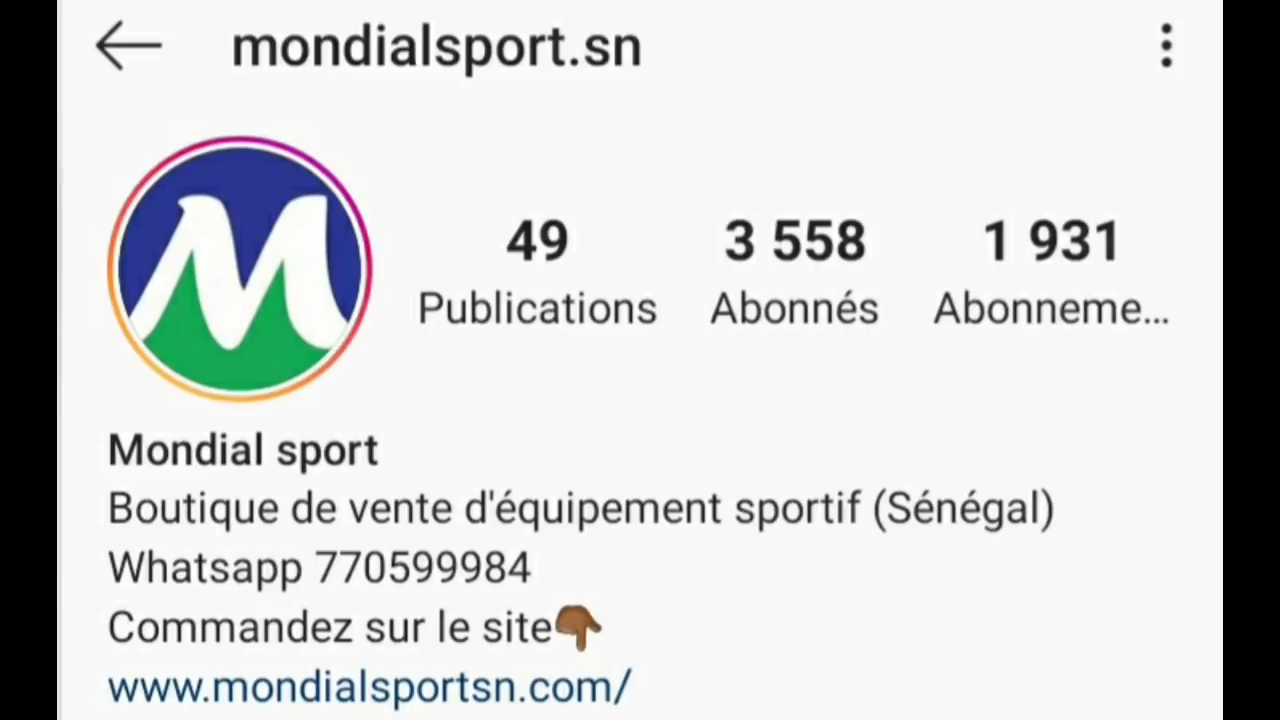 mondialsport.sn
M
49 3 558 1 931
Publications Abonnés Abonneme...
Mondial sport
Boutique de vente d'équipement sportif (Sénégal)
Whatsapp 770599984
Commandez sur le site👇🏾
www.mondialsportsn.com/